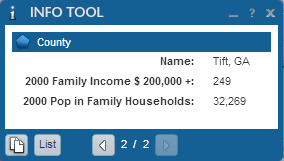 i INFO TOOL _ ? X
County
Name: Tift, GA
2000 Family Income $ 200,000 +: 249
2000 Pop in Family Households: 32,269
List 2 / 2